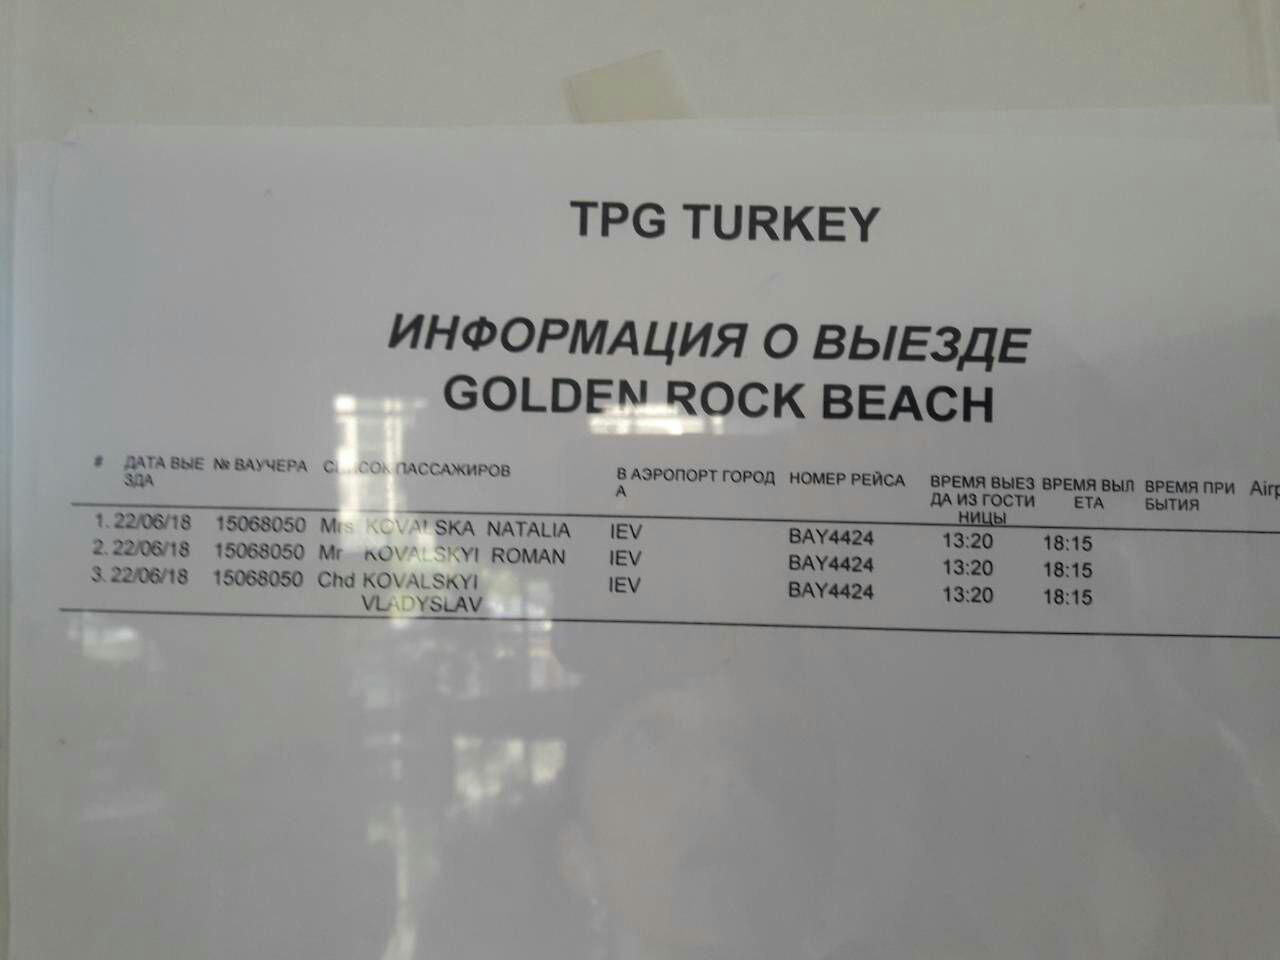 TPG TURKEY
ИНФОРМАЦИЯ О ВЫЕЗДЕ
GOLDEN ROCK BEACH
# ДАТА ВЫЕ № ВАУЧЕРА СПИСОК ПАССАЖИРОВ В АЭРОПОРТ ГОРОД НОМЕР РЕЙСА ВРЕМЯ ВЫЕЗ ВРЕМЯ ВЫЛ ВРЕМЯ ПРИ Airp
ЗДА А ДА ИЗ ГОСТИ ЕТА БЫТИЯ
НИЦЫ
1. 22/06/18 15068050 Mrs KOVALSKA NATALIA IEV BAY4424 13:20 18:15
2. 22/06/18 15068050 Mr KOVALSKYI ROMAN IEV BAY4424 13:20 18:15
3. 22/06/18 15068050 Chd KOVALSKYI IEV BAY4424 13:20 18:15
VLADYSLAV